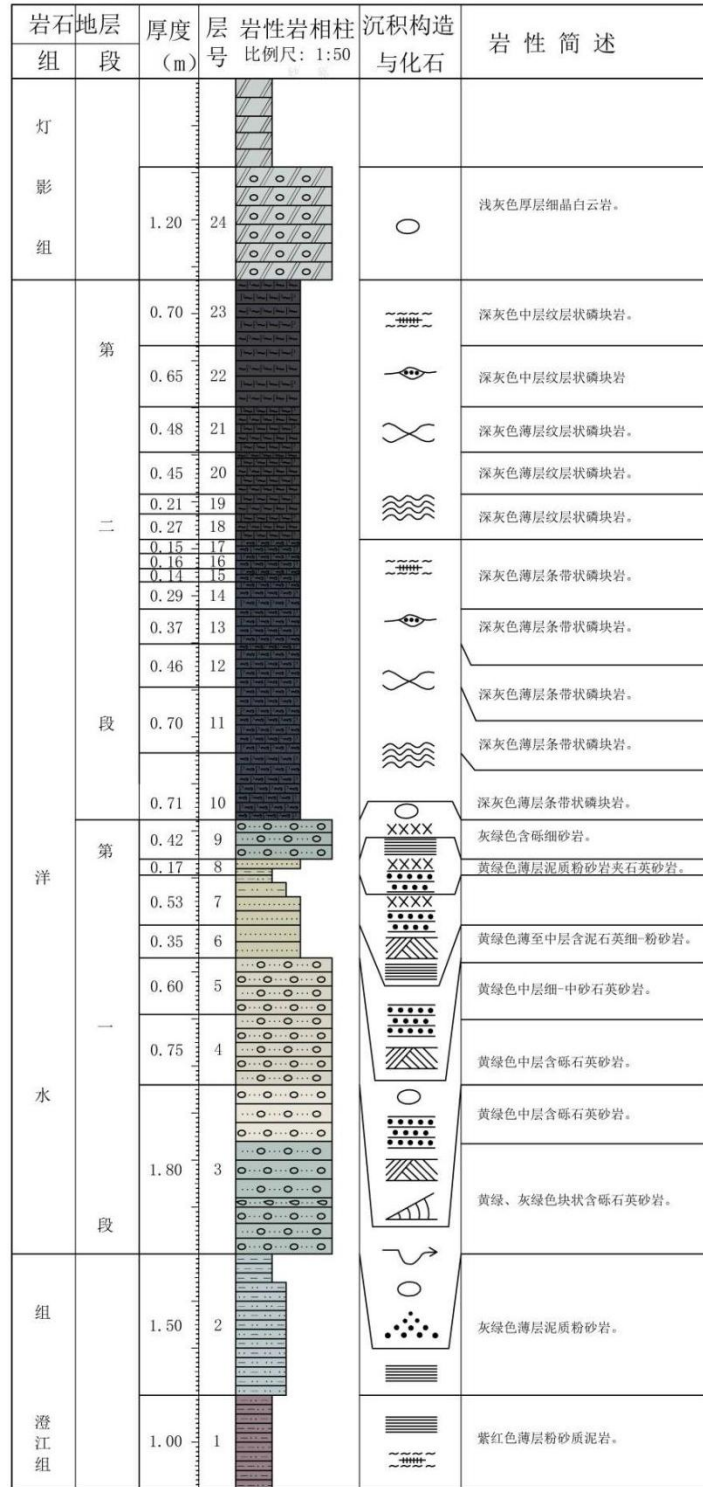 岩石地层
厚度
层
岩性岩相柱
沉积构造
岩 性 简 述
组
段
（m）
号
比例尺: 1:50
与化石
灯
影
组
1.20
24
浅灰色厚层细晶白云岩。
0.70
23
深灰色中层纹层状磷块岩。
第
0.65
22
深灰色中层纹层状磷块岩
0.48
21
深灰色薄层纹层状磷块岩。
0.45
20
深灰色薄层纹层状磷块岩。
0.21
19
0.27
18
深灰色薄层纹层状磷块岩。
二
0.15
17
0.16
16
0.14
15
0.29
14
深灰色薄层条带状磷块岩。
0.37
13
深灰色薄层条带状磷块岩。
0.46
12
深灰色薄层条带状磷块岩。
段
0.70
11
深灰色薄层条带状磷块岩。
0.71
10
深灰色薄层条带状磷块岩。
洋
第
0.42
9
灰绿色含砾细砂岩。
0.17
8
黄绿色薄层泥质粉砂岩夹石英砂岩。
0.53
7
0.35
6
黄绿色薄至中层含泥石英细-粉砂岩。
0.60
5
黄绿色中层细-中砂石英砂岩。
一
0.75
4
黄绿色中层含砾石英砂岩。
水
黄绿色中层含砾石英砂岩。
1.80
3
黄绿、灰绿色块状含砾石英砂岩。
段
组
1.50
2
灰绿色薄层泥质粉砂岩。
澄
江
组
1.00
1
紫红色薄层粉砂质泥岩。